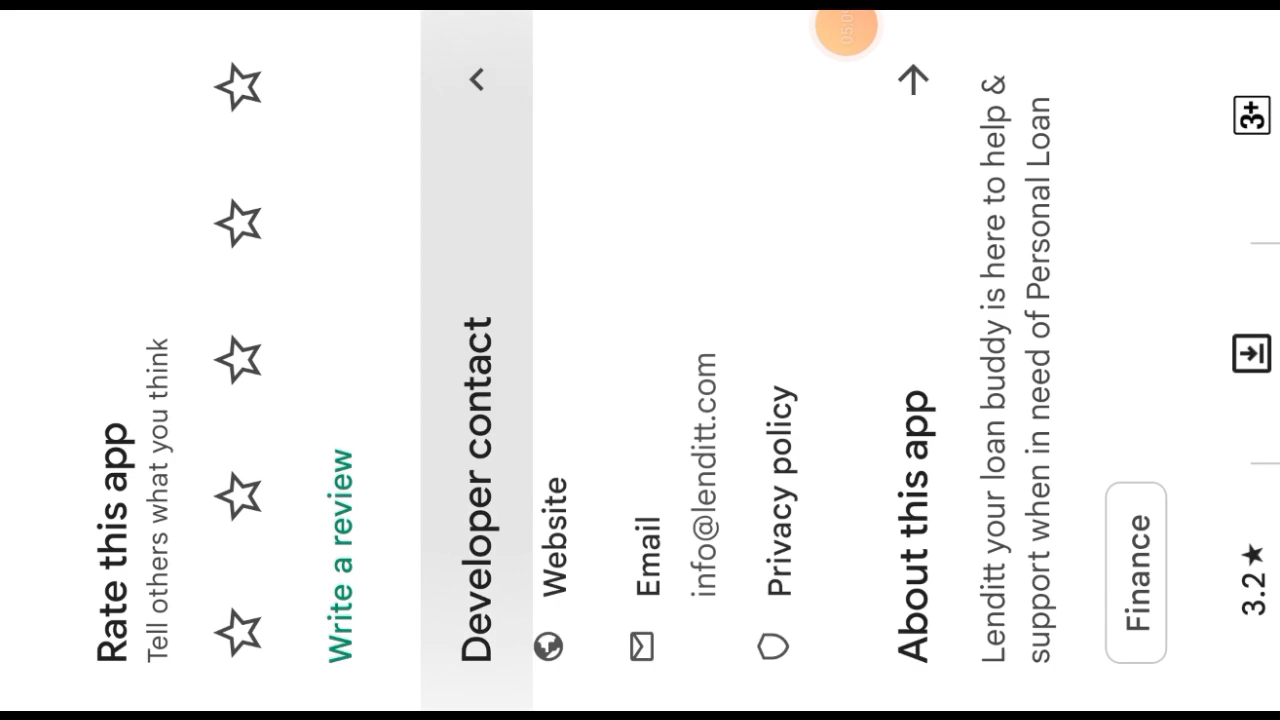 Rate this app
Tell others what you think
Write a review
Developer contact
Website
Email
info@lenditt.com
Privacy policy
About this app
Lenditt your loan buddy is here to help &
support when in need of Personal Loan
Finance
3.2★
3+